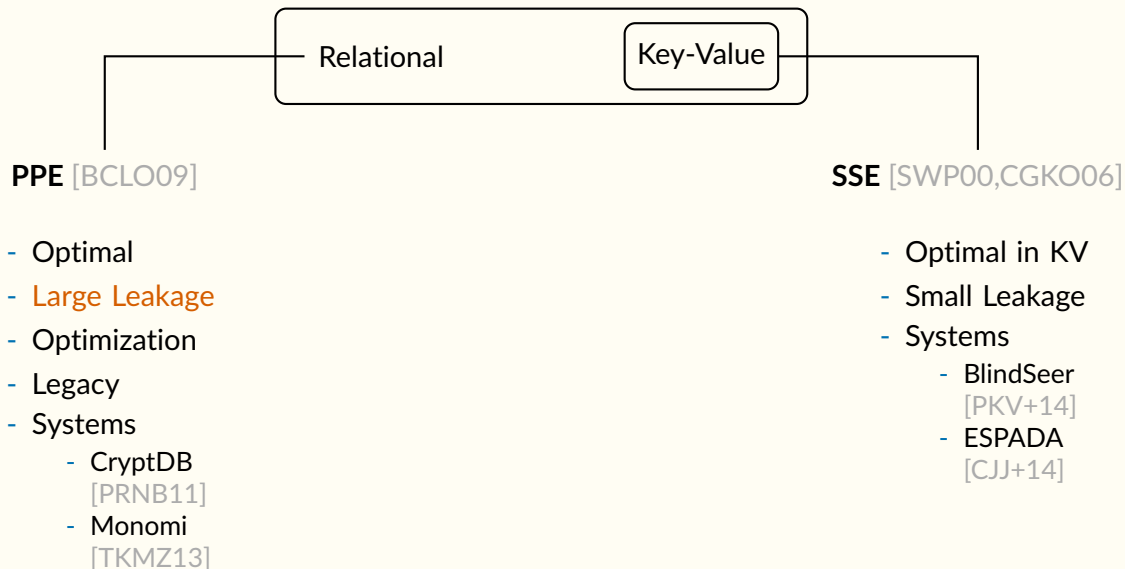 Relational
Key-Value
PPE [BCLO09]
- Optimal
- Large Leakage
- Optimization
- Legacy
- Systems
- CryptDB
[PRNB11]
- Monomi
[TKMZ13]
SSE [SWP00,CGKO06]
- Optimal in KV
- Small Leakage
- Systems
- BlindSeer
[PKV+14]
- ESPADA
[CJJ+14]